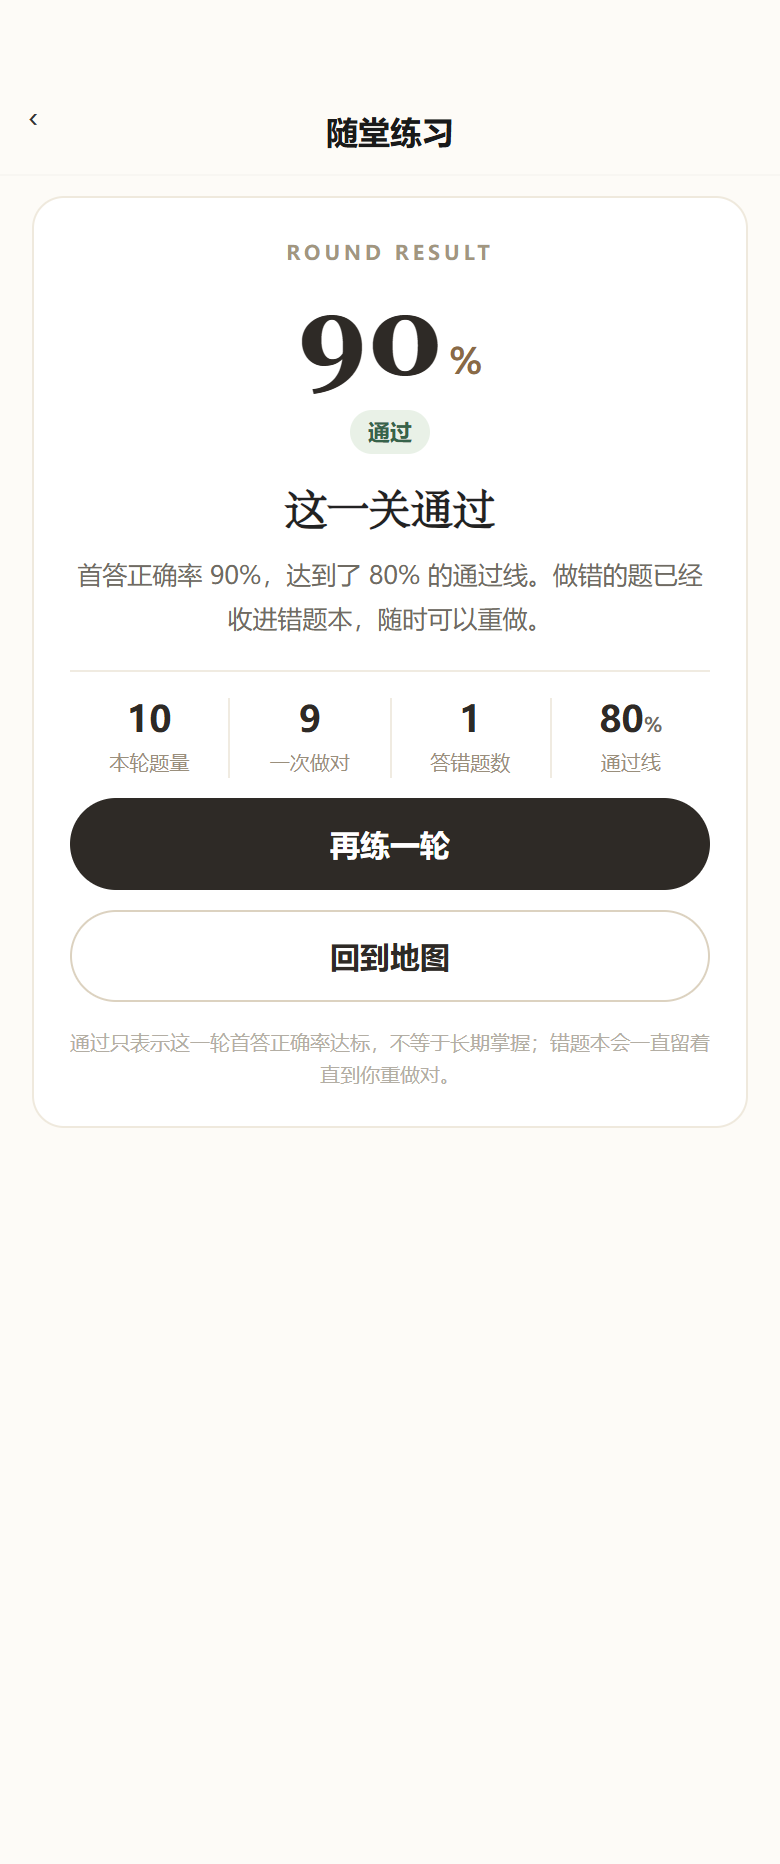 ‹
随堂练习
ROUND RESULT
90 %
通过
这一关通过
首答正确率 90%，达到了 80% 的通过线。做错的题已经
收进错题本，随时可以重做。
10 9 1 80%
本轮题量 一次做对 答错题数 通过线
再练一轮
回到地图
通过只表示这一轮首答正确率达标，不等于长期掌握；错题本会一直留着
直到你重做对。